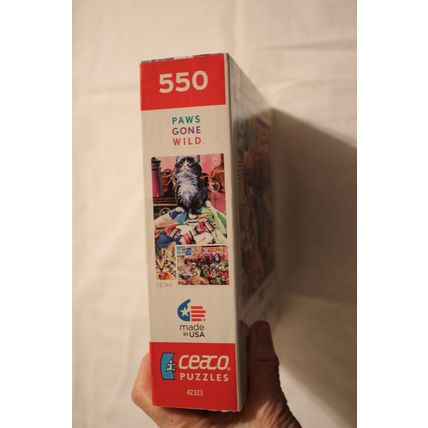 550
PAWS
GONE
WILD
DETAIL
made
in USA
ceaco
PUZZLES
42323